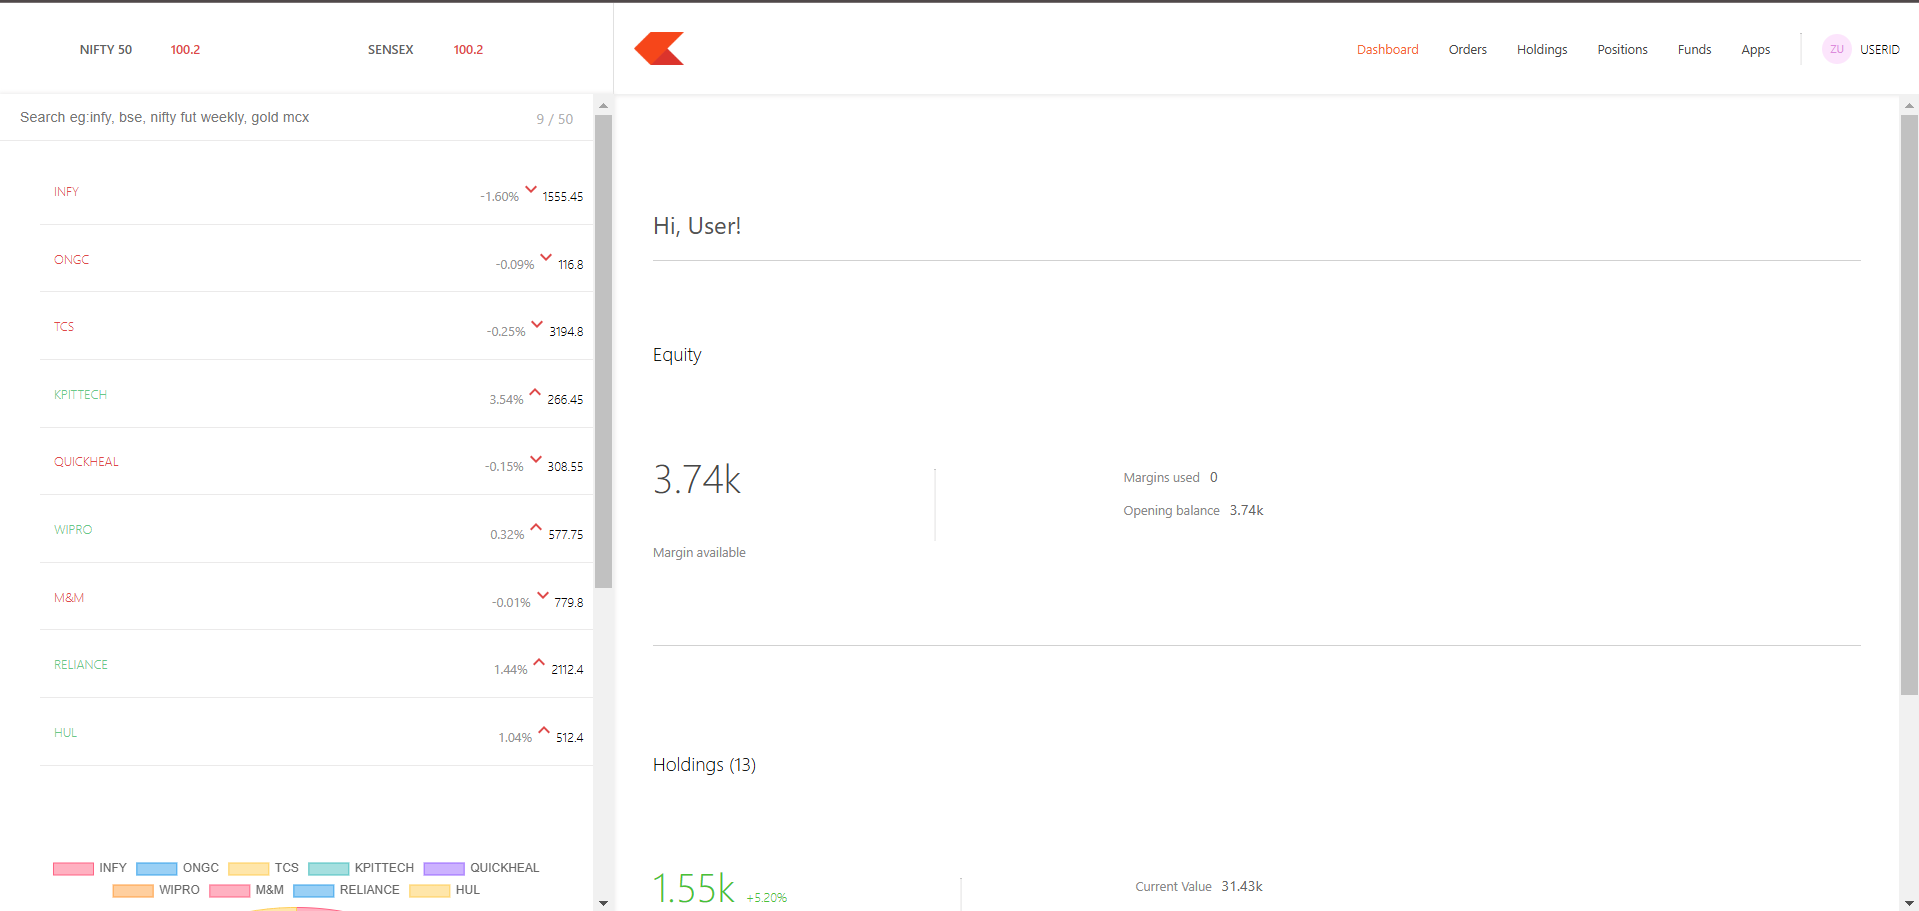 NIFTY 50 100.2 SENSEX 100.2
Dashboard Orders Holdings Positions Funds Apps ZU USERID
Search eg:infy, bse, nifty fut weekly, gold mcx 9 / 50
INFY -1.60% 1555.45
ONGC -0.09% 116.8
TCS -0.25% 3194.8
KPITTECH 3.54% 266.45
QUICKHEAL -0.15% 308.55
WIPRO 0.32% 577.75
M&M -0.01% 779.8
RELIANCE 1.44% 2112.4
HUL 1.04% 512.4
INFY ONGC TCS KPITTECH QUICKHEAL
WIPRO M&M RELIANCE HUL
Hi, User!
Equity
3.74k
Margin available
Margins used 0
Opening balance 3.74k
Holdings (13)
1.55k +5.20%
Current Value 31.43k